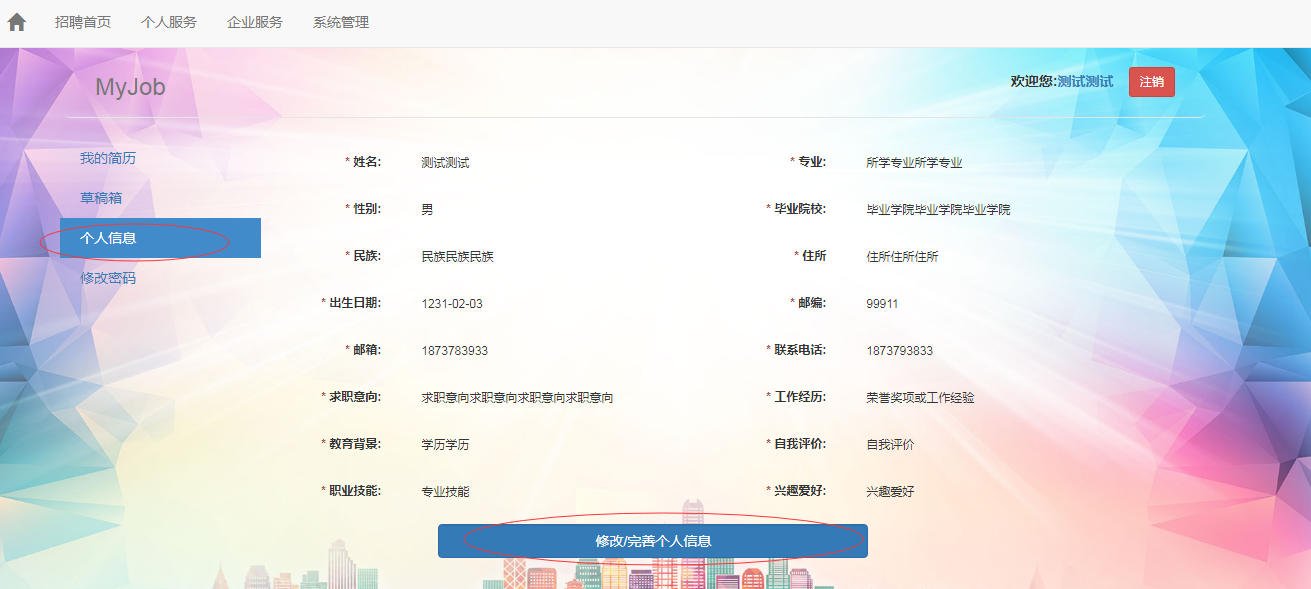 招聘首页 个人服务 企业服务 系统管理
MyJob 欢迎您:测试测试 注销
我的简历
草稿箱
个人信息
修改密码
* 姓名: 测试测试 * 专业: 所学专业所学专业
* 性别: 男 * 毕业院校: 毕业学院毕业学院毕业学院
* 民族: 民族民族民族 * 住所 住所住所住所
* 出生日期: 1231-02-03 * 邮编: 99911
* 邮箱: 1873783933 * 联系电话: 1873793833
* 求职意向: 求职意向求职意向求职意向求职意向 * 工作经历: 荣誉奖项或工作经验
* 教育背景: 学历学历 * 自我评价: 自我评价
* 职业技能: 专业技能 * 兴趣爱好: 兴趣爱好
修改/完善个人信息